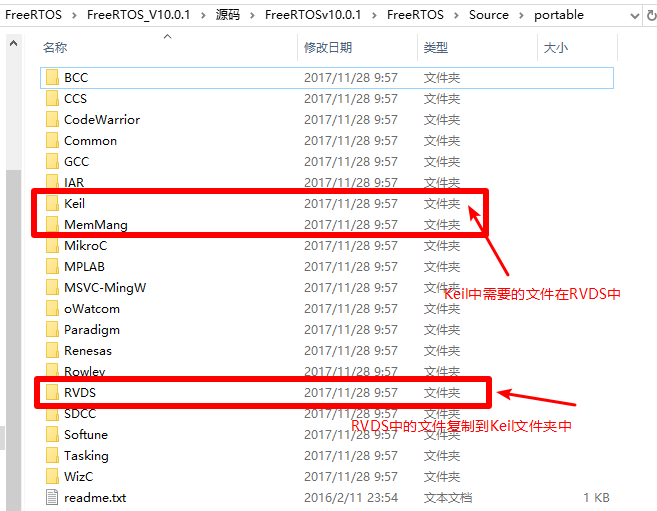 FreeRTOS > FreeRTOS_V10.0.1 > 源码 > FreeRTOSv10.0.1 > FreeRTOS > Source > portable
名称 修改日期 类型 大小
BCC 2017/11/28 9:57 文件夹
CCS 2017/11/28 9:57 文件夹
CodeWarrior 2017/11/28 9:57 文件夹
Common 2017/11/28 9:57 文件夹
GCC 2017/11/28 9:57 文件夹
IAR 2017/11/28 9:57 文件夹
Keil 2017/11/28 9:57 文件夹
MemMang 2017/11/28 9:57 文件夹
MikroC 2017/11/28 9:57 文件夹
MPLAB 2017/11/28 9:57 文件夹
MSVC-MingW 2017/11/28 9:57 文件夹
Keil中需要的文件在RVDS中
oWatcom 2017/11/28 9:57 文件夹
Paradigm 2017/11/28 9:57 文件夹
Renesas 2017/11/28 9:57 文件夹
Rowley 2017/11/28 9:57 文件夹
RVDS 2017/11/28 9:57 文件夹
SDCC 2017/11/28 9:57 文件夹
RVDS中的文件复制到Keil文件夹中
Softune 2017/11/28 9:57 文件夹
Tasking 2017/11/28 9:57 文件夹
WizC 2017/11/28 9:57 文件夹
readme.txt 2016/2/11 23:54 文本文档 1 KB